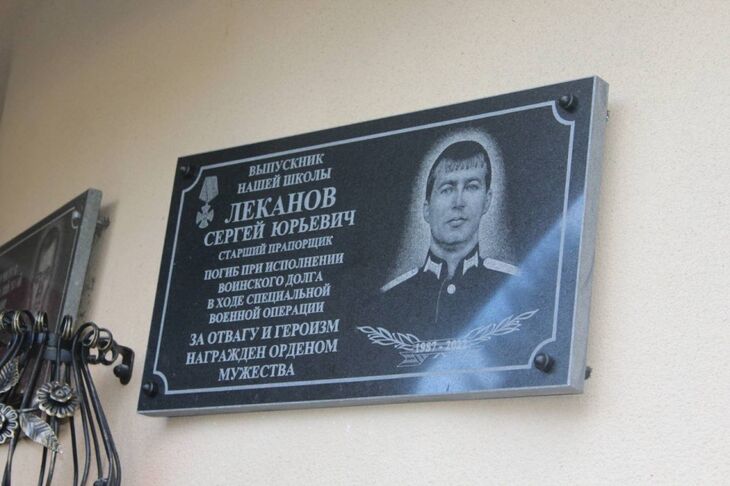 ВЫПУСКНИК
НАШЕЙ ШКОЛЫ
ЛЕКАНОВ
СЕРГЕЙ ЮРЬЕВИЧ
СТАРШИЙ ПРАПОРЩИК
ПОГИБ ПРИ ИСПОЛНЕНИИ
ВОИНСКОГО ДОЛГА
В ХОДЕ СПЕЦИАЛЬНОЙ
ВОЕННОЙ ОПЕРАЦИИ
ЗА ОТВАГУ И ГЕРОИЗМ
НАГРАЖДЕН ОРДЕНОМ
МУЖЕСТВА